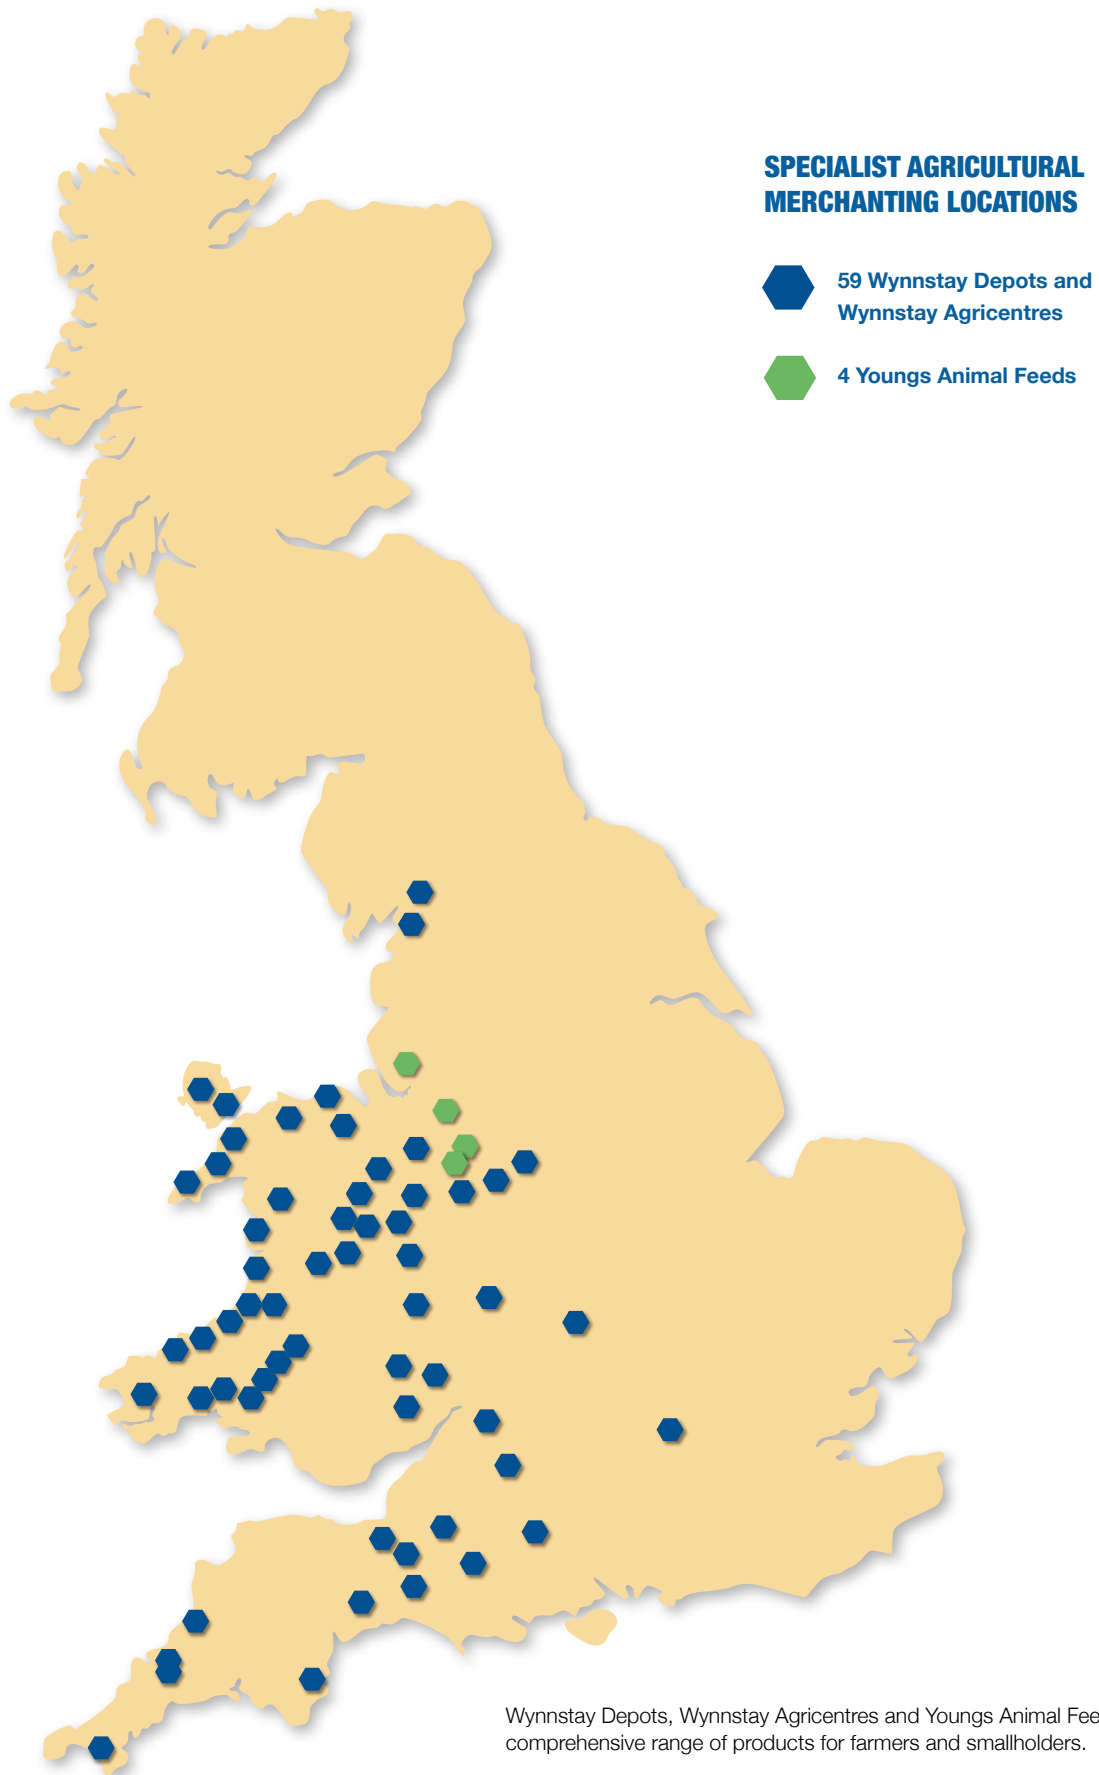 SPECIALIST AGRICULTURAL
MERCHANTING LOCATIONS
59 Wynnstay Depots and
Wynnstay Agricentres
4 Youngs Animal Feeds
Wynnstay Depots, Wynnstay Agricentres and Youngs Animal Fee
comprehensive range of products for farmers and smallholders.